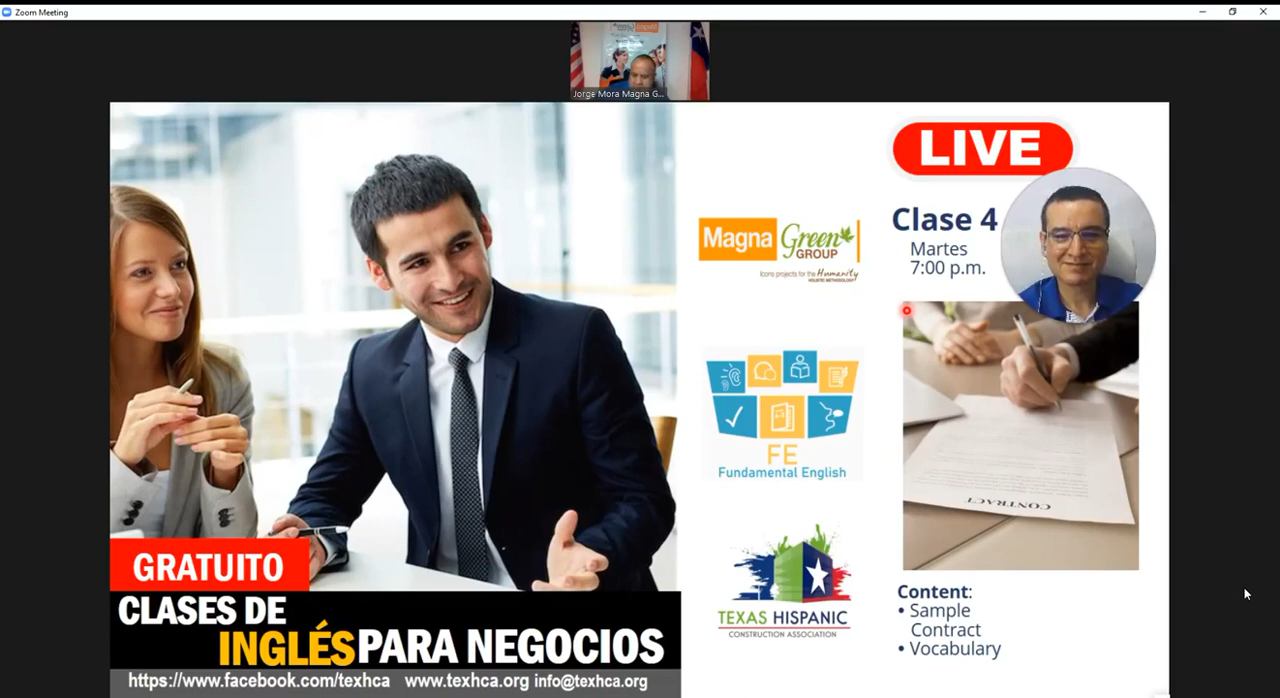 Zoom Meeting
Jorge Mora Magna G...
LIVE
Clase 4
Martes
7:00 p.m.
Magna Green
GROUP
Icons projects for the Humanity
HOLISTIC METHODOLOGY
FE
Fundamental English
CONTRACT
TEXAS HISPANIC
CONSTRUCTION ASSOCIATION
Content:
• Sample
Contract
• Vocabulary
GRATUITO
CLASES DE
INGLÉS PARA NEGOCIOS
https://www.facebook.com/texhca www.texhca.org info@texhca.org